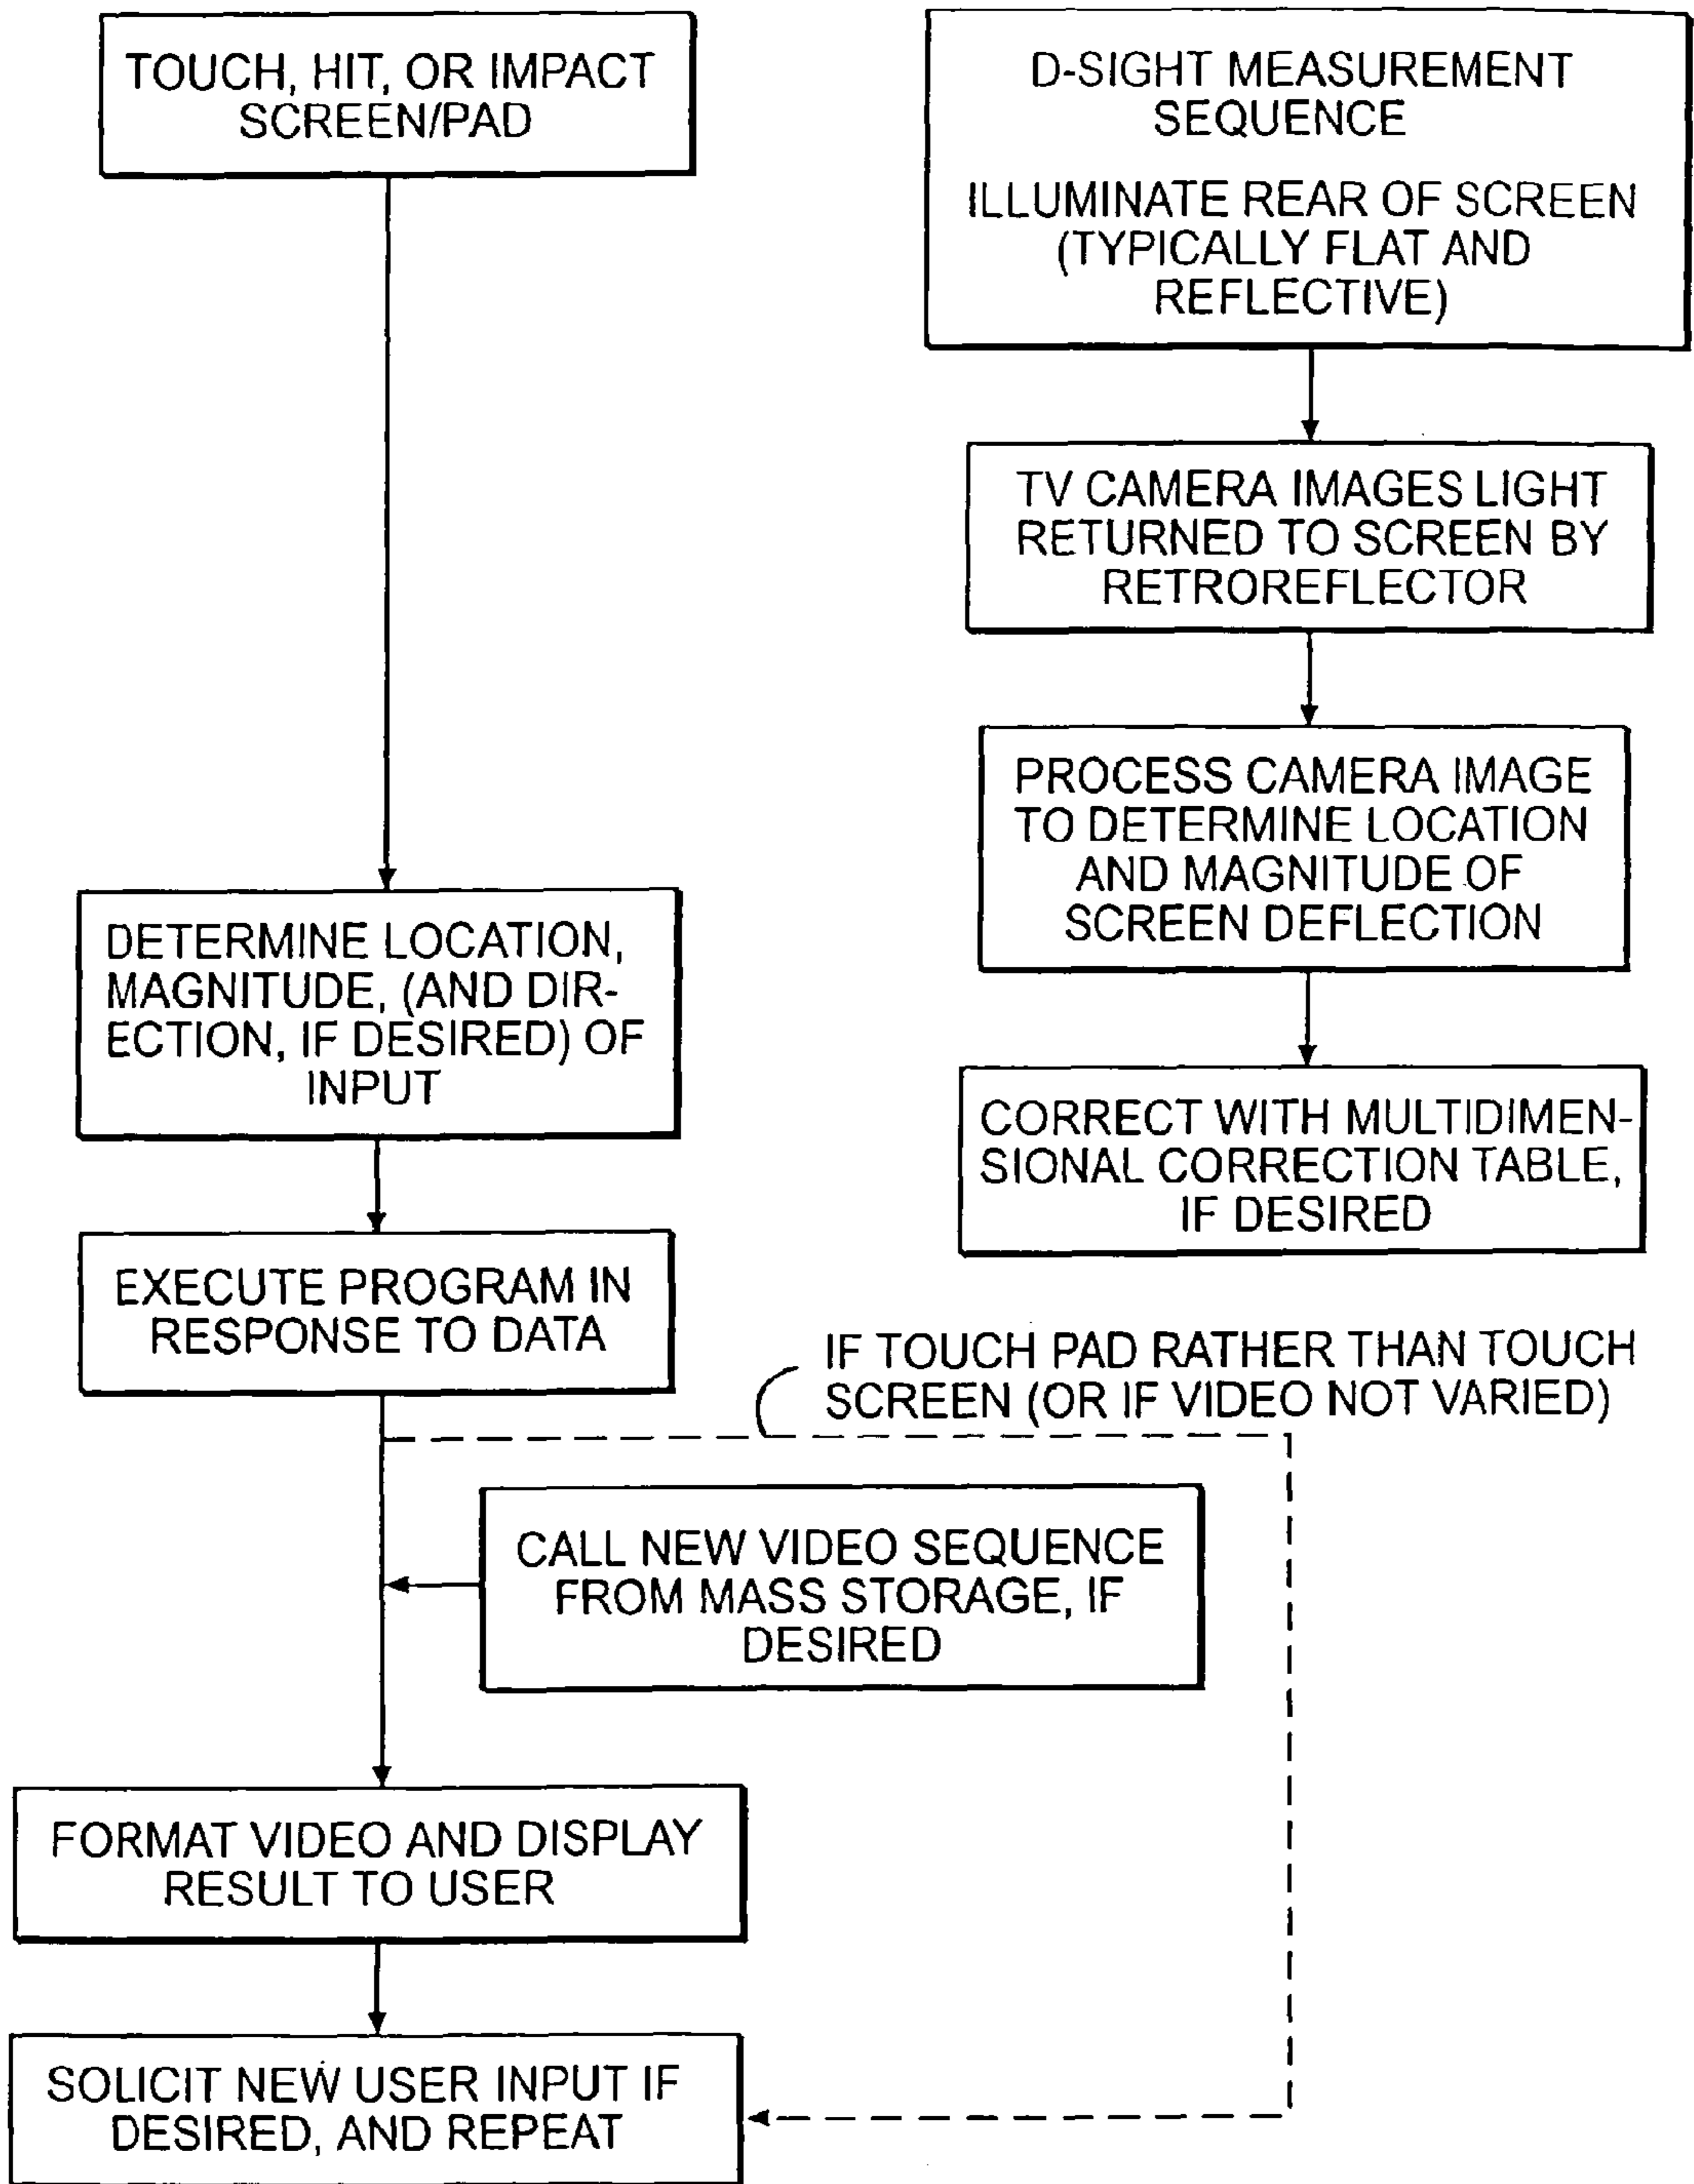 TOUCH, HIT, OR IMPACT
SCREEN/PAD
D-SIGHT MEASUREMENT
SEQUENCE
ILLUMINATE REAR OF SCREEN
(TYPICALLY FLAT AND
REFLECTIVE)
TV CAMERA IMAGES LIGHT
RETURNED TO SCREEN BY
RETROREFLECTOR
PROCESS CAMERA IMAGE
TO DETERMINE LOCATION
AND MAGNITUDE OF
SCREEN DEFLECTION
CORRECT WITH MULTIDIMEN-
SIONAL CORRECTION TABLE,
IF DESIRED
DETERMINE LOCATION,
MAGNITUDE, (AND DIR-
ECTION, IF DESIRED) OF
INPUT
EXECUTE PROGRAM IN
RESPONSE TO DATA
IF TOUCH PAD RATHER THAN TOUCH
SCREEN (OR IF VIDEO NOT VARIED)
CALL NEW VIDEO SEQUENCE
FROM MASS STORAGE, IF
DESIRED
FORMAT VIDEO AND DISPLAY
RESULT TO USER
SOLICIT NEW USER INPUT IF
DESIRED, AND REPEAT